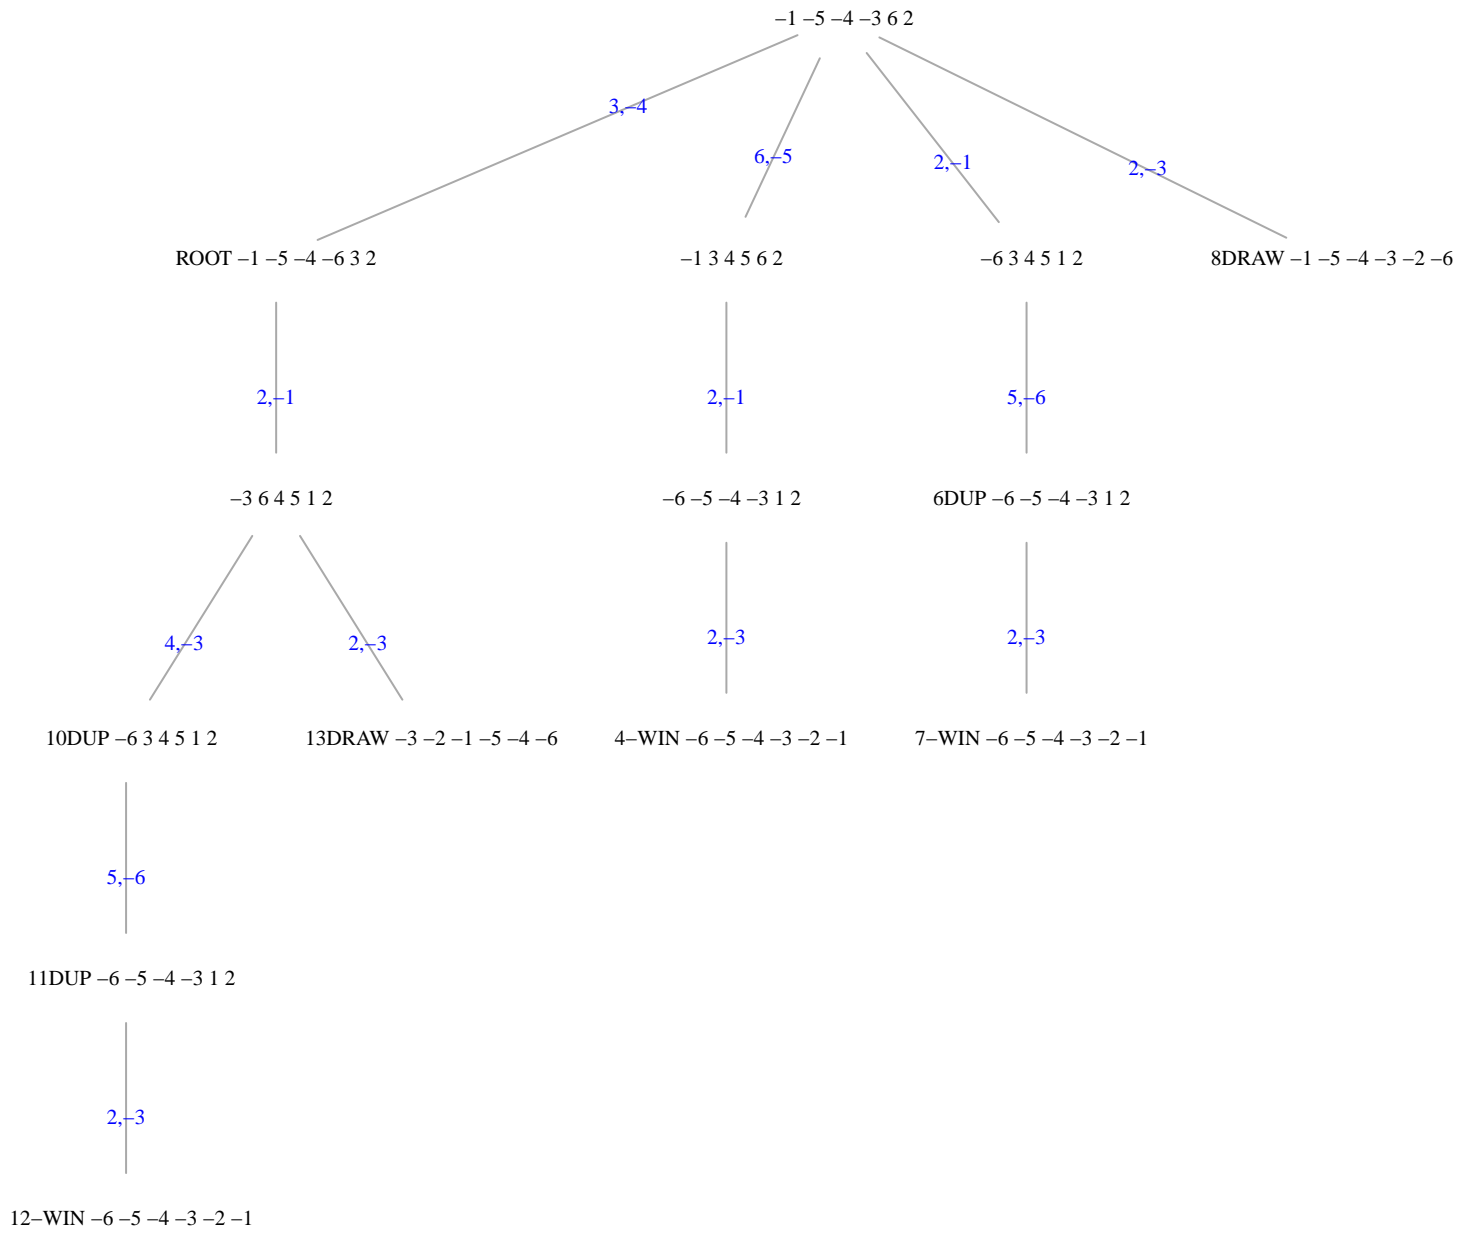 −1 −5 −4 −3 6 2
3,−4
6,−5
2,−1
2,−3
ROOT −1 −5 −4 −6 3 2
−1 3 4 5 6 2
−6 3 4 5 1 2
8DRAW −1 −5 −4 −3 −2 −6
2,−1
2,−1
5,−6
−3 6 4 5 1 2
−6 −5 −4 −3 1 2
6DUP −6 −5 −4 −3 1 2
4,−3
2,−3
2,−3
2,−3
10DUP −6 3 4 5 1 2
13DRAW −3 −2 −1 −5 −4 −6
4−WIN −6 −5 −4 −3 −2 −1
7−WIN −6 −5 −4 −3 −2 −1
5,−6
11DUP −6 −5 −4 −3 1 2
2,−3
12−WIN −6 −5 −4 −3 −2 −1